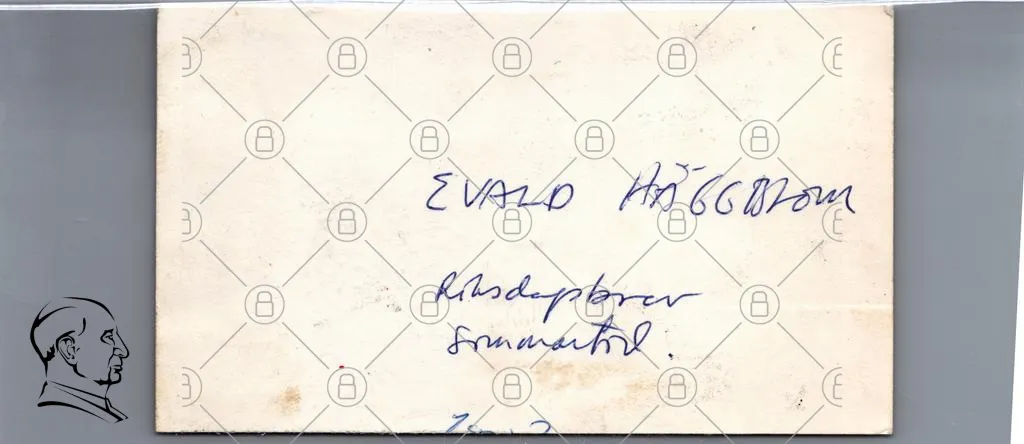 EVALD HÄGGBLOM
Riksdagsbrev
Sommartid.